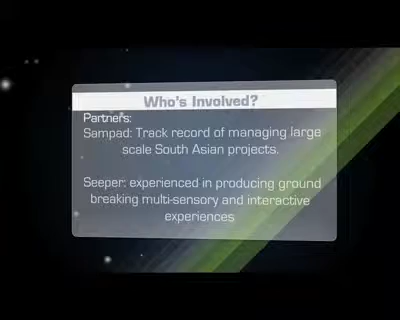 Who's Involved?
Partners:
Sampad: Track record of managing large
scale South Asian projects.
Seeper: experienced in producing ground
breaking multi-sensory and interactive
experiences